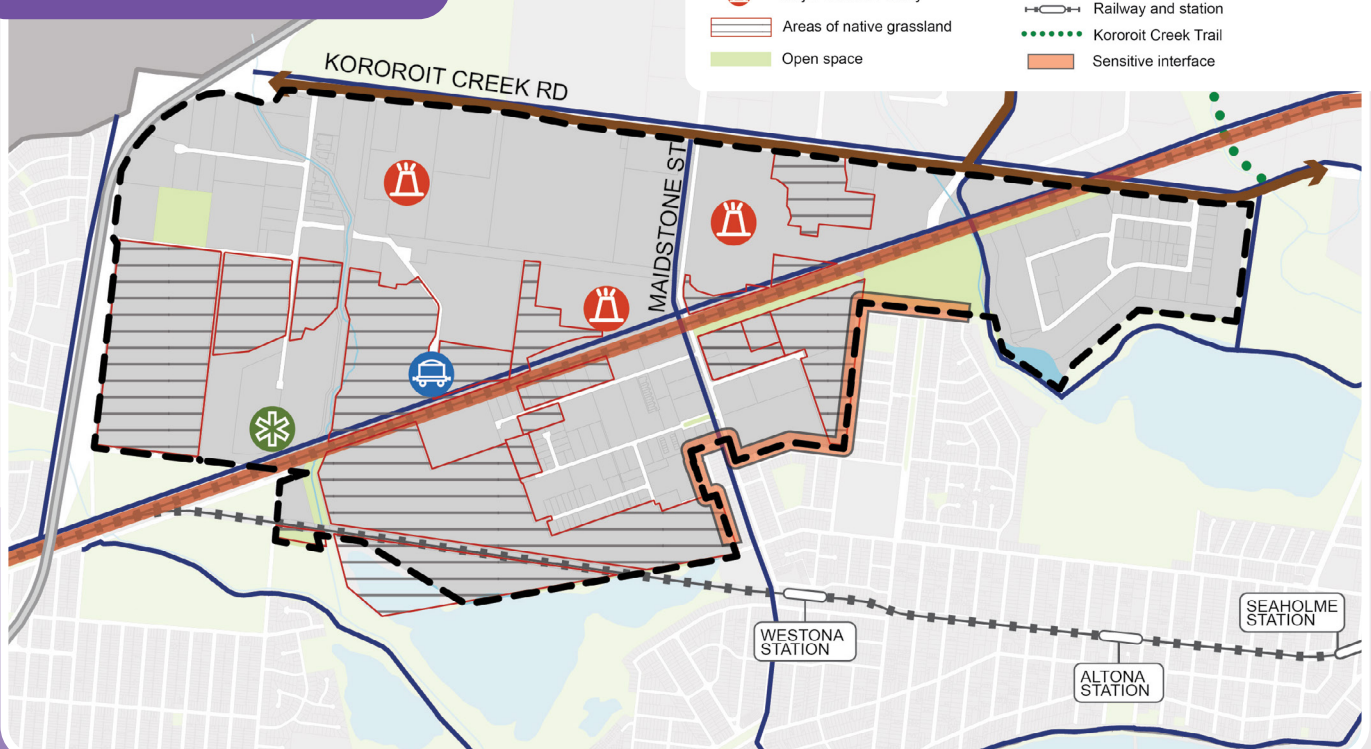 Areas of native grassland
Open space
Railway and station
Kororoit Creek Trail
Sensitive interface
KOROROIT CREEK RD
MAIDSTONE ST
WESTONA
STATION
ALTONA
STATION
SEAHOLME
STATION